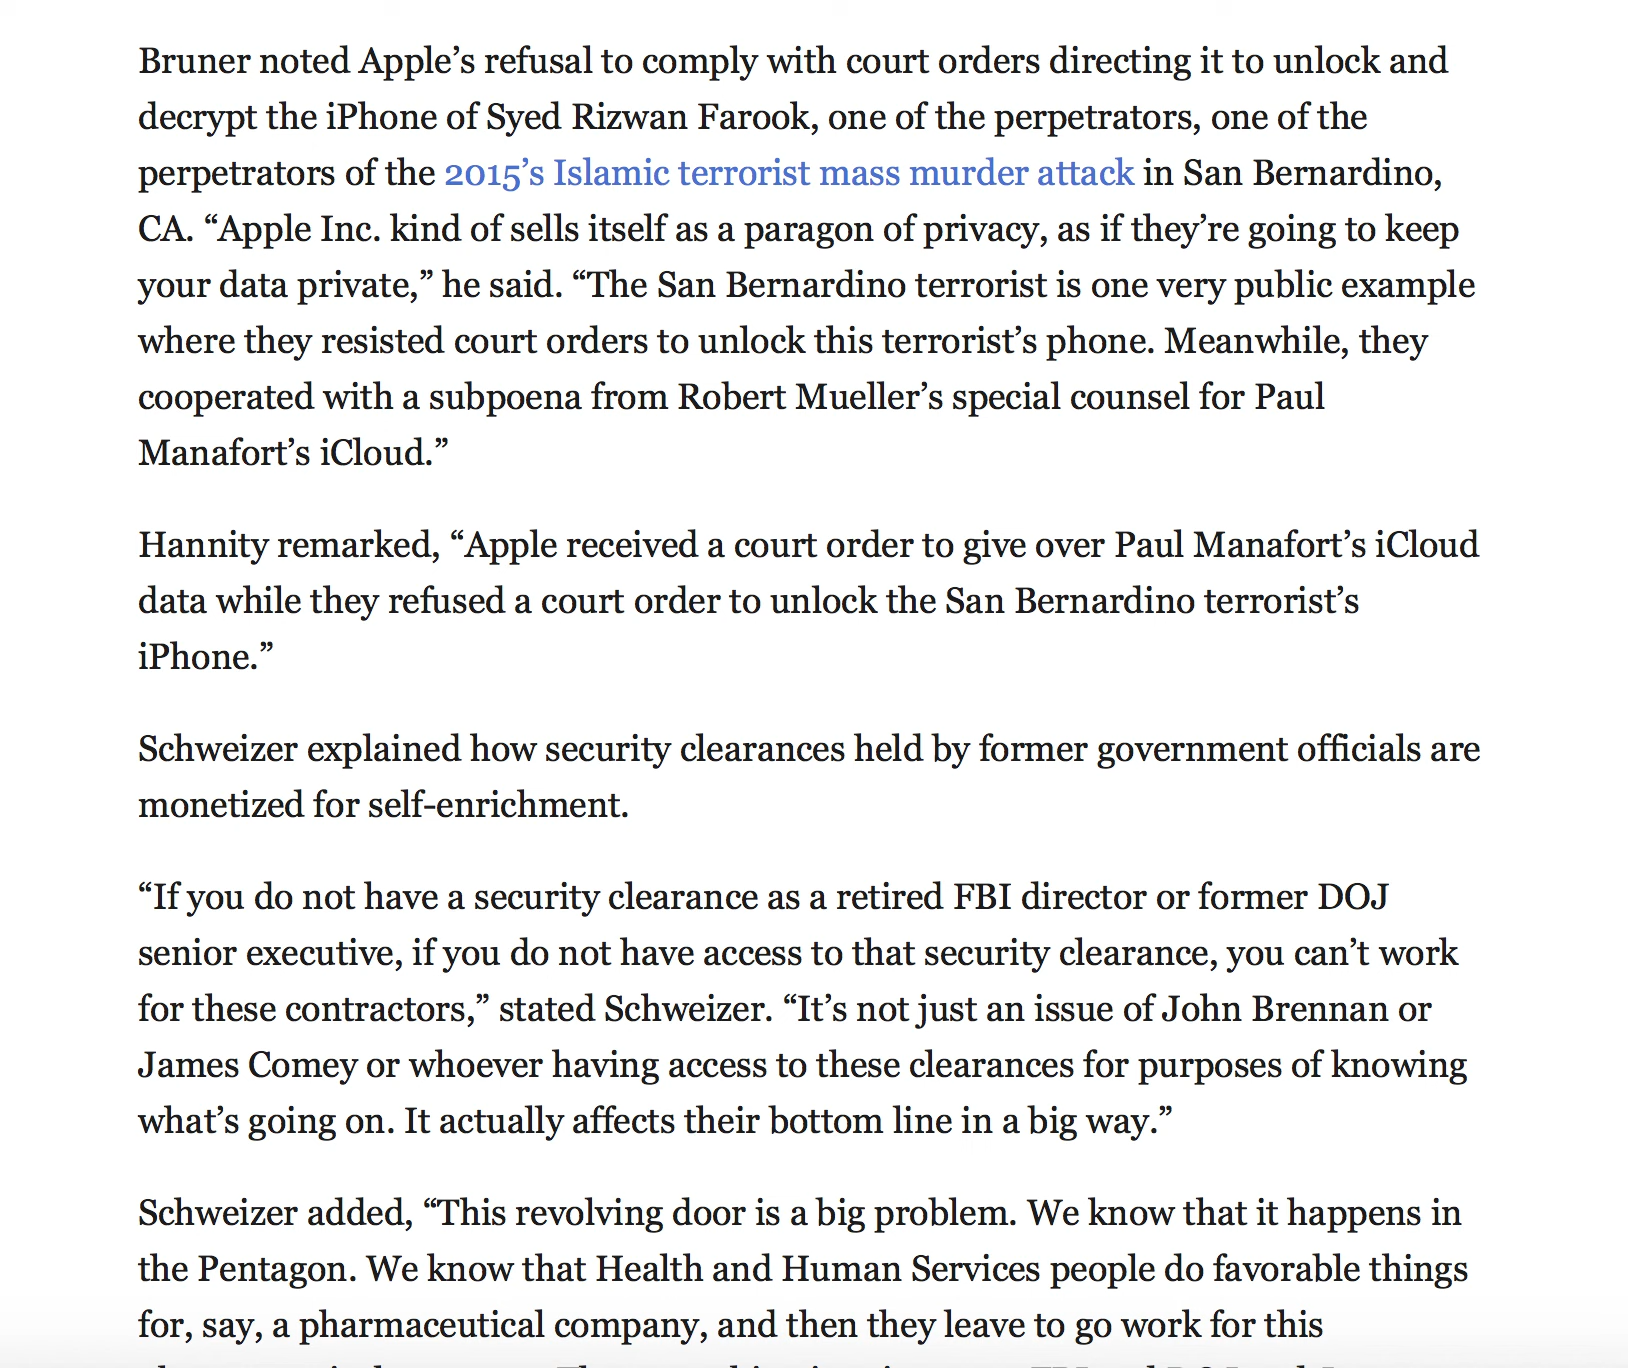 Bruner noted Apple’s refusal to comply with court orders directing it to unlock and
decrypt the iPhone of Syed Rizwan Farook, one of the perpetrators, one of the
perpetrators of the 2015’s Islamic terrorist mass murder attack in San Bernardino,
CA. “Apple Inc. kind of sells itself as a paragon of privacy, as if they’re going to keep
your data private,” he said. “The San Bernardino terrorist is one very public example
where they resisted court orders to unlock this terrorist’s phone. Meanwhile, they
cooperated with a subpoena from Robert Mueller’s special counsel for Paul
Manafort’s iCloud.”
Hannity remarked, “Apple received a court order to give over Paul Manafort’s iCloud
data while they refused a court order to unlock the San Bernardino terrorist’s
iPhone.”
Schweizer explained how security clearances held by former government officials are
monetized for self-enrichment.
“If you do not have a security clearance as a retired FBI director or former DOJ
senior executive, if you do not have access to that security clearance, you can’t work
for these contractors,” stated Schweizer. “It’s not just an issue of John Brennan or
James Comey or whoever having access to these clearances for purposes of knowing
what’s going on. It actually affects their bottom line in a big way.”
Schweizer added, “This revolving door is a big problem. We know that it happens in
the Pentagon. We know that Health and Human Services people do favorable things
for, say, a pharmaceutical company, and then they leave to go work for this